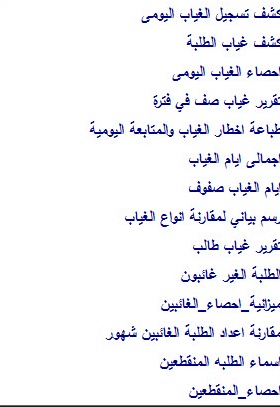 كشف تسجيل الغياب اليومى
كشف غياب الطلبة
احصاء الغياب اليومى
تقرير غياب صف في فترة
طباعة اخطار الغياب والمتابعة اليومية
اجمالى ايام الغياب
ايام الغياب صفوف
رسم بياني لمقارنة انواع الغياب
تقرير غياب طالب
الطلبة الغير غائبون
ميزانية_احصاء_الغائبين
مقارنة اعداد الطلبة الغائبين شهور
اسماء الطلبه المنقطعين
احصاء_المنقطعين